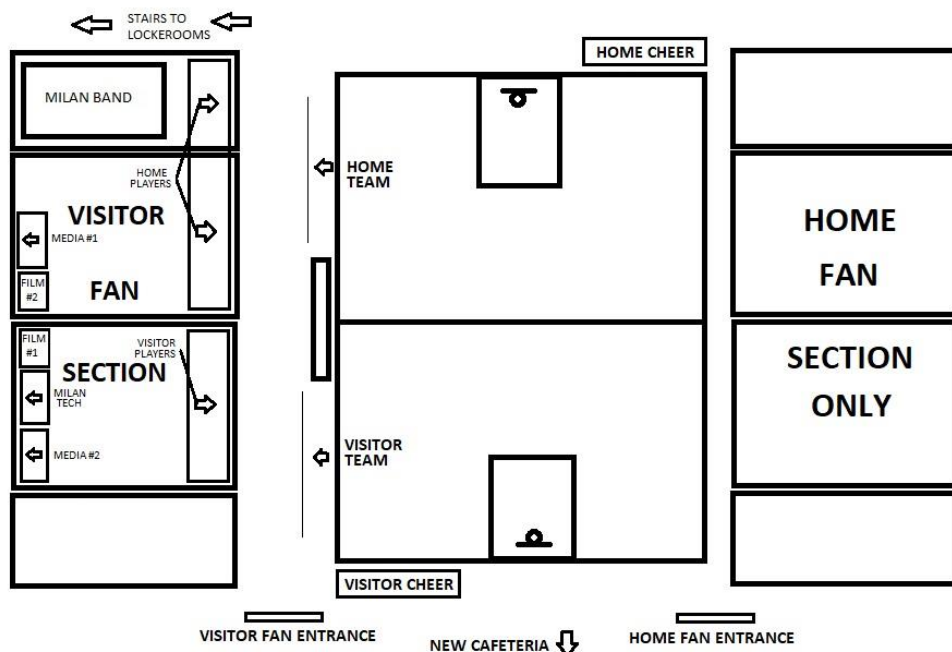 STAIRS TO
LOCKEROOMS
HOME CHEER
MILAN BAND
HOME
PLAYERS
HOME
TEAM
VISITOR
MEDIA #1
FILM
#2
FAN
HOME
FAN
FILM
#1
VISITOR
PLAYERS
SECTION
MILAN
TECH
MEDIA #2
SECTION
ONLY
VISITOR
TEAM
VISITOR CHEER
VISITOR FAN ENTRANCE
NEW CAFETERIA
HOME FAN ENTRANCE